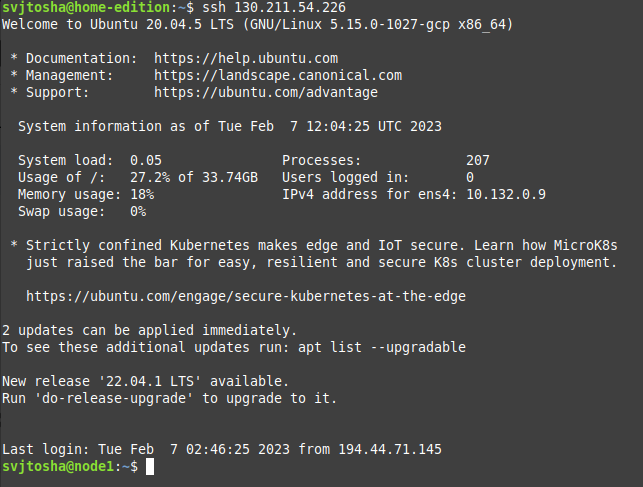 svjtosha@home-edition:~$ ssh 130.211.54.226
Welcome to Ubuntu 20.04.5 LTS (GNU/Linux 5.15.0-1027-gcp x86_64)
* Documentation:  https://help.ubuntu.com
* Management:     https://landscape.canonical.com
* Support:        https://ubuntu.com/advantage
System information as of Tue Feb  7 12:04:25 UTC 2023
System load:  0.05               Processes:             207
Usage of /:   27.2% of 33.74GB   Users logged in:       0
Memory usage: 18%                IPv4 address for ens4: 10.132.0.9
Swap usage:   0%
* Strictly confined Kubernetes makes edge and IoT secure. Learn how MicroK8s
just raised the bar for easy, resilient and secure K8s cluster deployment.
https://ubuntu.com/engage/secure-kubernetes-at-the-edge
2 updates can be applied immediately.
To see these additional updates run: apt list --upgradable
New release '22.04.1 LTS' available.
Run 'do-release-upgrade' to upgrade to it.
Last login: Tue Feb  7 02:46:25 2023 from 194.44.71.145
svjtosha@node1:~$